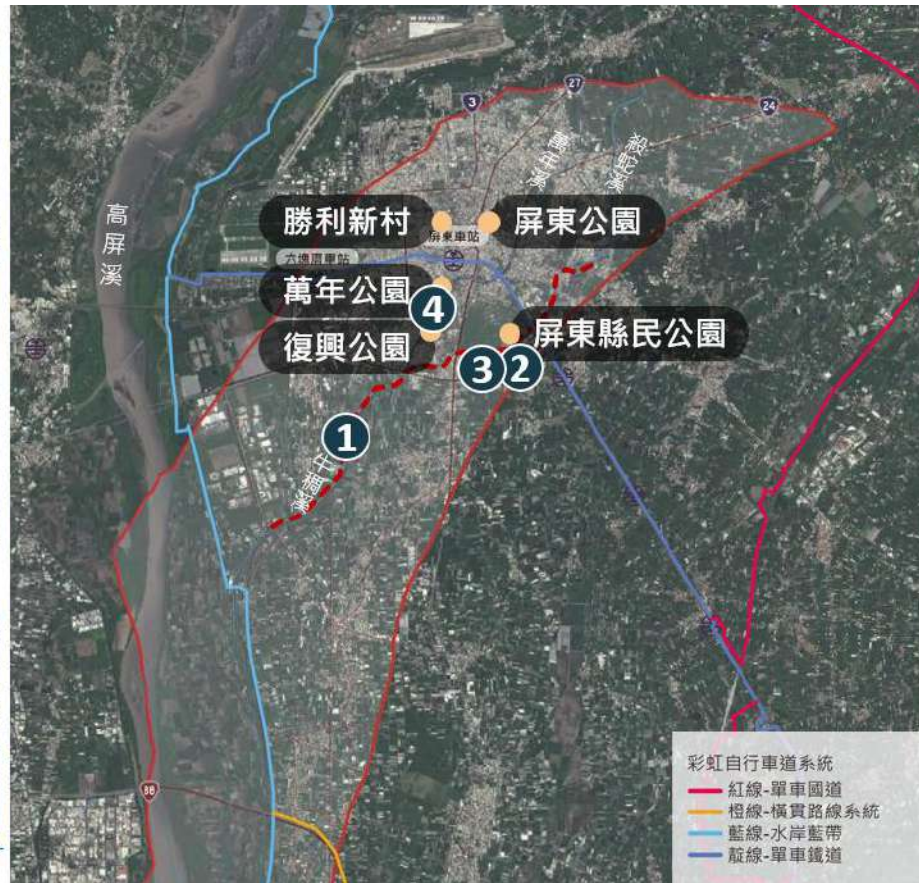 3
27
24
萬年溪
殺蛇溪
高屏溪
勝利新村
屏東公園
屏東車站
六塊厝車站
萬年公園
4
復興公園
屏東縣民公園
3
2
1
牛稠溪
88
彩虹自行車道系統
紅線-單車國道
橙線-橫貫路線系統
藍線-水岸藍帶
靛線-單車鐵道